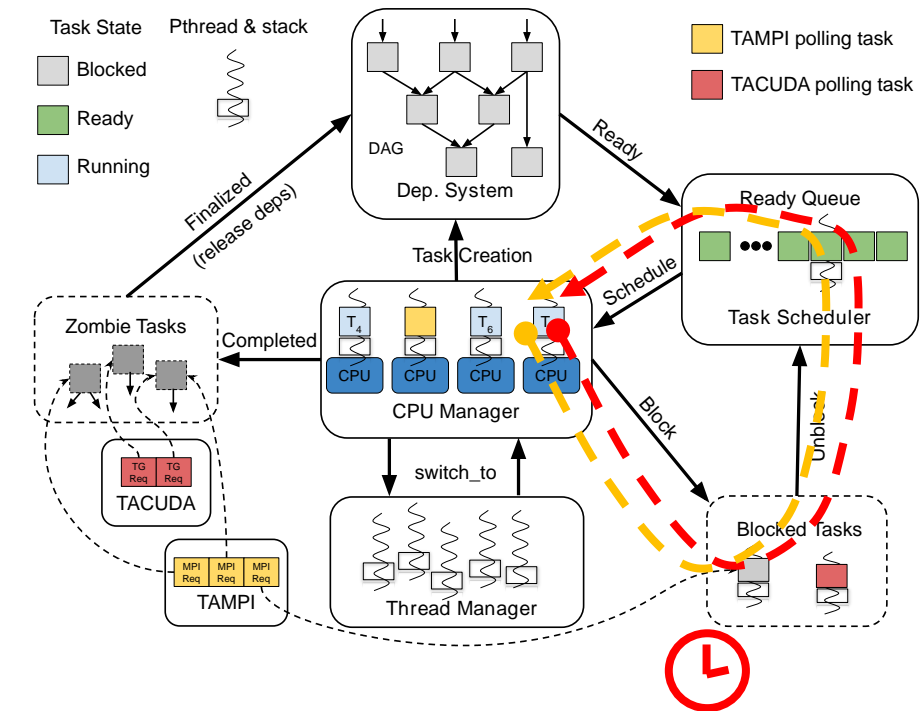 Task State
Pthread & stack
Blocked
Ready
Running
TAMPI polling task
TACUDA polling task
DAG
Dep. System
Ready
Finalized
(release deps)
Task Creation
Ready Queue
Task Scheduler
Schedule
Zombie Tasks
Completed
T4
T6
T
CPU
CPU
CPU
CPU
CPU Manager
Block
Unblock
switch_to
TG
Req
TG
Req
TACUDA
MPI
Req
MPI
Req
MPI
Req
TAMPI
Thread Manager
Blocked Tasks